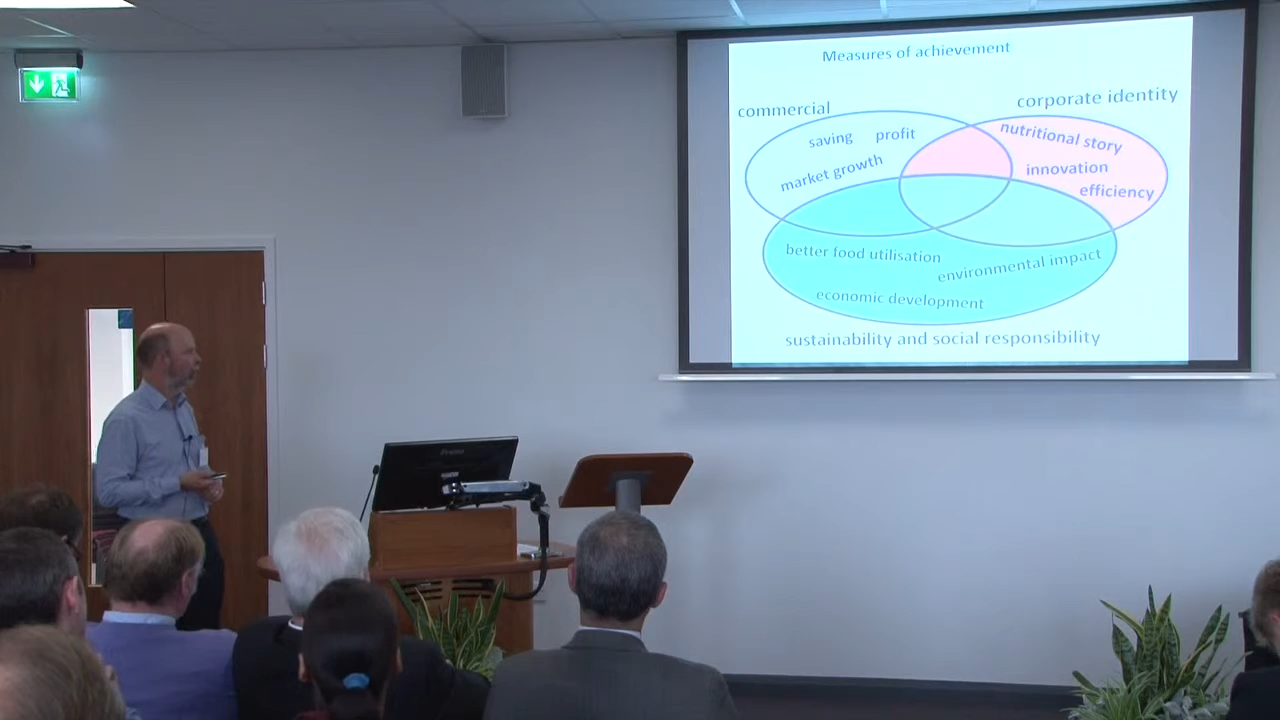 Measures of achievement
commercial
corporate identity
saving profit
market growth
nutritional story
innovation
efficiency
better food utilisation
environmental impact
economic development
sustainability and social responsibility